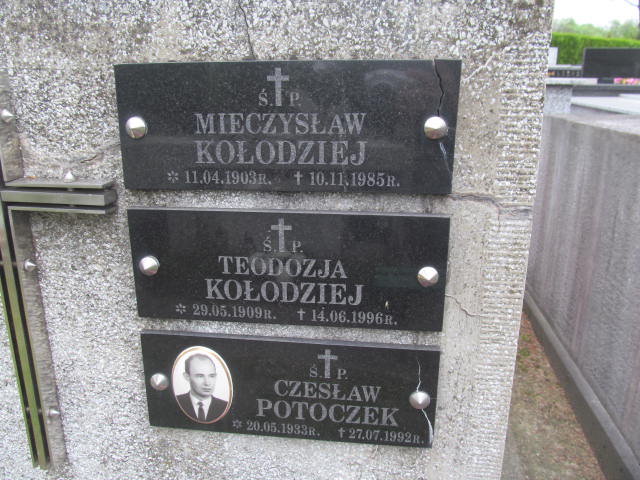 Ś. P.
MIECZYSŁAW
KOŁODZIEJ
* 11.04.1903R. † 10.11.1985R.
Ś. P.
TEODOZJA
KOŁODZIEJ
* 29.05.1909R. † 14.06.1996R.
Ś. P.
CZESŁAW
POTOCZEK
* 20.05.1933R. † 27.07.1992R.